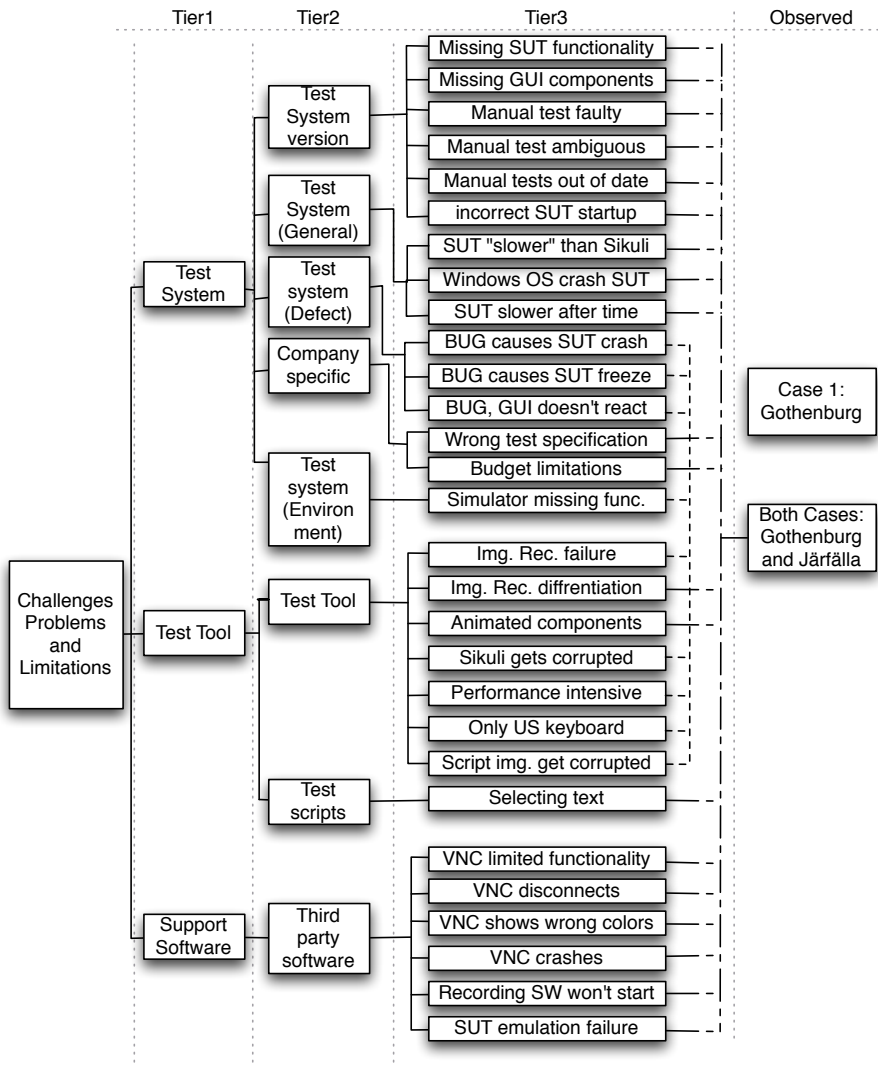 Tier1
Tier2
Tier3
Observed
Challenges
Problems
and
Limitations
Test
System
Test Tool
Support
Software
Test
System
version
Test
System
(General)
Test
system
(Defect)
Company
specific
Test
system
(Environ
ment)
Test Tool
Test
scripts
Third
party
software
Missing SUT functionality
Missing GUI components
Manual test faulty
Manual test ambiguous
Manual tests out of date
incorrect SUT startup
SUT "slower" than Sikuli
Windows OS crash SUT
SUT slower after time
BUG causes SUT crash
BUG causes SUT freeze
BUG, GUI doesn't react
Wrong test specification
Budget limitations
Simulator missing func.
Img. Rec. failure
Img. Rec. diffrentiation
Animated components
Sikuli gets corrupted
Performance intensive
Only US keyboard
Script img. get corrupted
Selecting text
VNC limited functionality
VNC disconnects
VNC shows wrong colors
VNC crashes
Recording SW won't start
SUT emulation failure
Case 1:
Gothenburg
Both Cases:
Gothenburg
and Järfälla